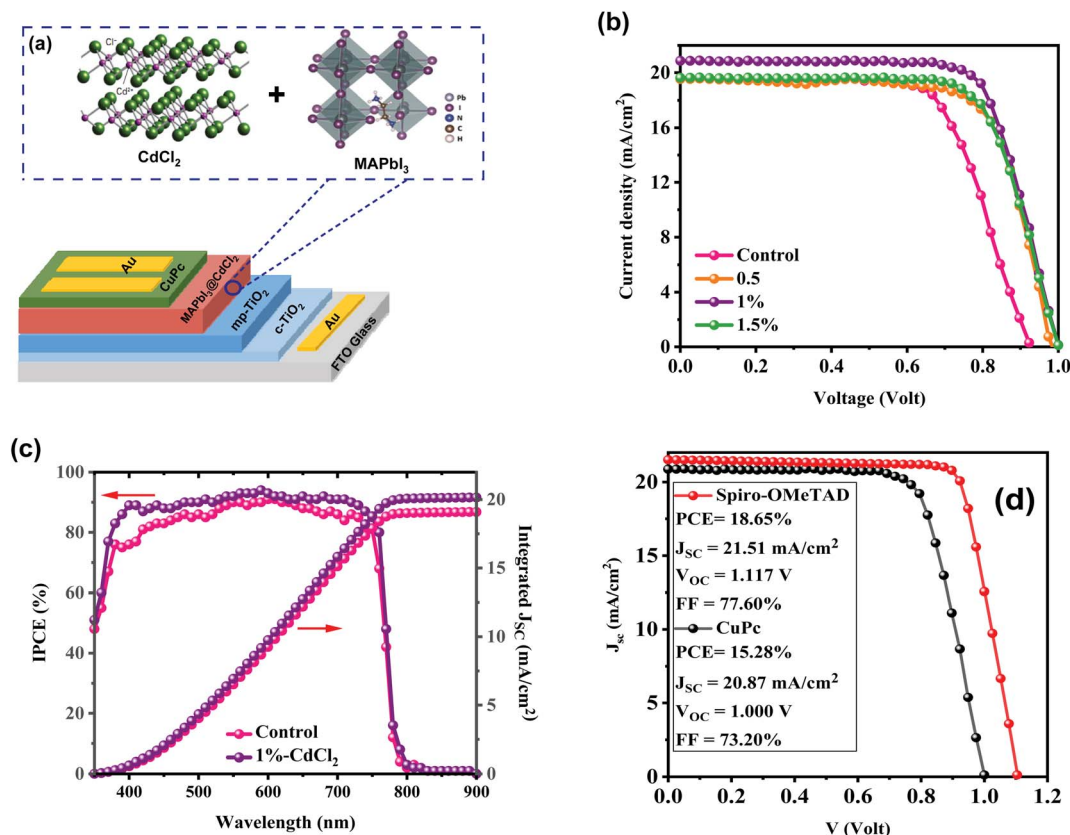 (a)
Cl⁻
Cd²⁺
CdCl₂
+
Pb
I
N
C
H
MAPbI₃
Au
CuPc
MAPbI₃@CdCl₂
mp-TiO₂
c-TiO₂
Au
FTO Glass
(b)
Current density (mA/cm²)
24
20
16
12
8
4
0
Control
0.5
1%
1.5%
0.0 0.2 0.4 0.6 0.8 1.0
Voltage (Volt)
(c)
IPCE (%)
100
80
60
40
20
0
Integrated J_SC (mA/cm²)
20
15
10
5
0
Control
1%-CdCl₂
400 500 600 700 800 900
Wavelength (nm)
(d)
J_sc (mA/cm²)
20
15
10
5
0
Spiro-OMeTAD
PCE = 18.65%
J_SC = 21.51 mA/cm²
V_OC = 1.117 V
FF = 77.60%
CuPc
PCE= 15.28%
J_SC = 20.87 mA/cm²
V_OC = 1.000 V
FF = 73.20%
0.0 0.2 0.4 0.6 0.8 1.0 1.2
V (Volt)